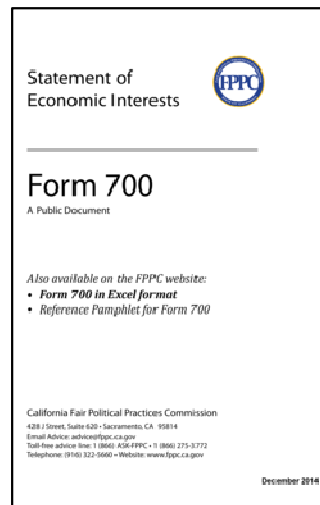 Statement of
Economic Interests
FPPC
Form 700
A Public Document
Also available on the FPPC website:
• Form 700 in Excel format
• Reference Pamphlet for Form 700
California Fair Political Practices Commission
428 J Street, Suite 620 • Sacramento, CA 95814
Email Advice: advice@fppc.ca.gov
Toll-free advice line: 1 (866) ASK-FPPC • 1 (866) 275-3772
Telephone: (916) 322-5660 • Website: www.fppc.ca.gov
December 2014